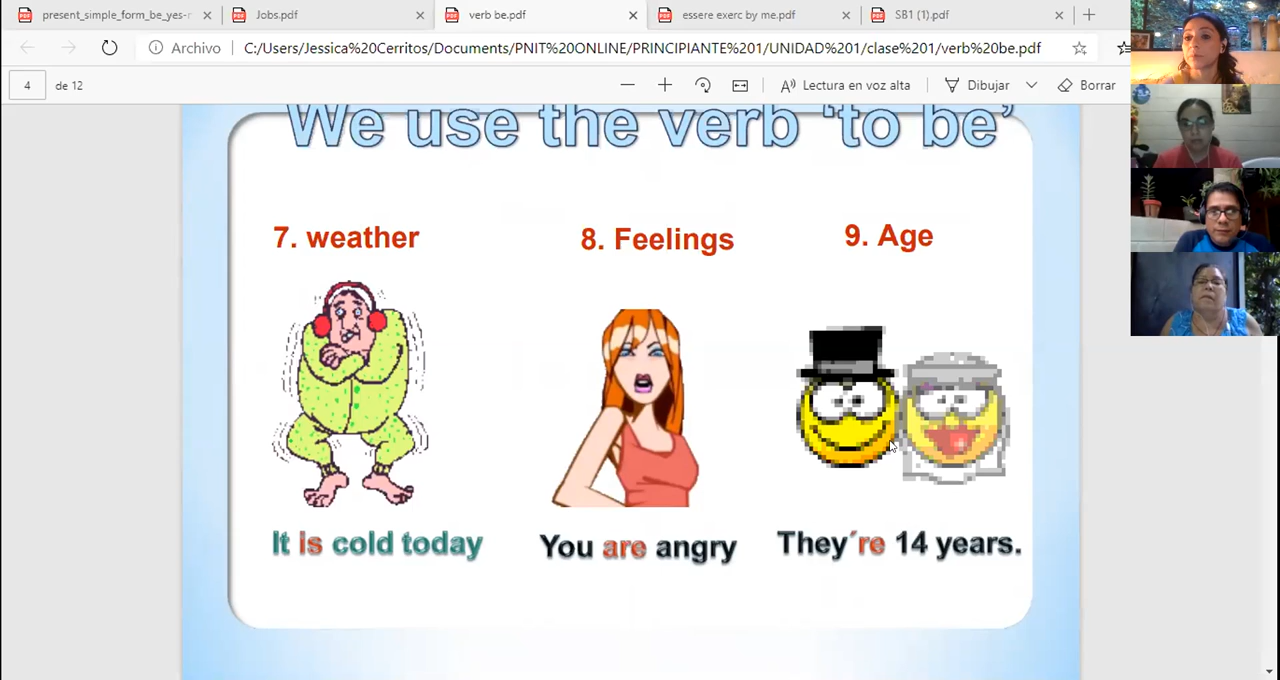 present_simple_form_be_yes-r
Jobs.pdf
verb be.pdf
essere exerc by me.pdf
SB1 (1).pdf
Archivo
C:/Users/Jessica%20Cerritos/Documents/PNIT%20ONLINE/PRINCIPIANTE%201/UNIDAD%201/clase%201/verb%20be.pdf
4 de 12
Lectura en voz alta
Dibujar
Borrar
We use the verb 'to be'
7. weather
8. Feelings
9. Age
It is cold today
You are angry
They´re 14 years.